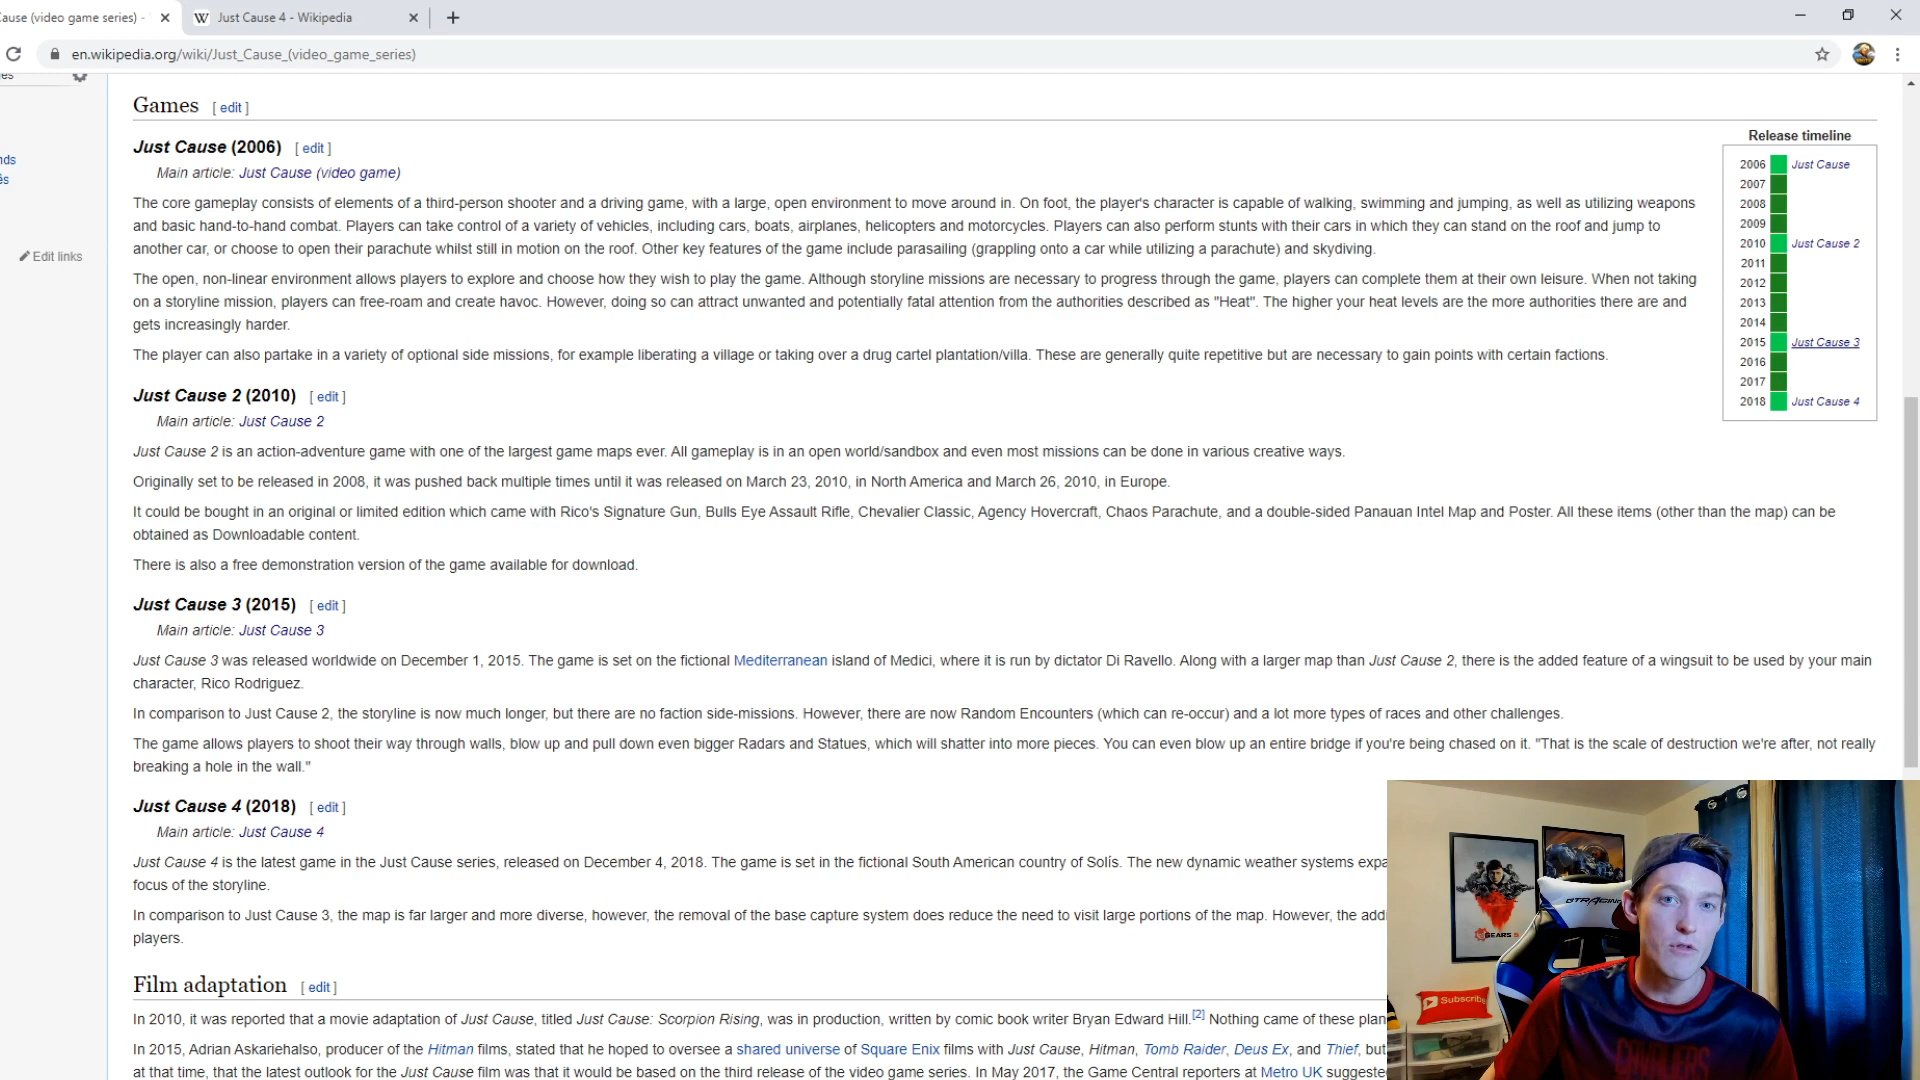 ause (video game series) -
Just Cause 4 - Wikipedia
en.wikipedia.org/wiki/Just_Cause_(video_game_series)
es
nds
ês
Edit links
Games [ edit ]
Just Cause (2006) [ edit ]
Main article: Just Cause (video game)
The core gameplay consists of elements of a third-person shooter and a driving game, with a large, open environment to move around in. On foot, the player's character is capable of walking, swimming and jumping, as well as utilizing weapons
and basic hand-to-hand combat. Players can take control of a variety of vehicles, including cars, boats, airplanes, helicopters and motorcycles. Players can also perform stunts with their cars in which they can stand on the roof and jump to
another car, or choose to open their parachute whilst still in motion on the roof. Other key features of the game include parasailing (grappling onto a car while utilizing a parachute) and skydiving.
The open, non-linear environment allows players to explore and choose how they wish to play the game. Although storyline missions are necessary to progress through the game, players can complete them at their own leisure. When not taking
on a storyline mission, players can free-roam and create havoc. However, doing so can attract unwanted and potentially fatal attention from the authorities described as "Heat". The higher your heat levels are the more authorities there are and
gets increasingly harder.
The player can also partake in a variety of optional side missions, for example liberating a village or taking over a drug cartel plantation/villa. These are generally quite repetitive but are necessary to gain points with certain factions.
Release timeline
2006 Just Cause
2007
2008
2009
2010 Just Cause 2
2011
2012
2013
2014
2015 Just Cause 3
2016
2017
2018 Just Cause 4
Just Cause 2 (2010) [ edit ]
Main article: Just Cause 2
Just Cause 2 is an action-adventure game with one of the largest game maps ever. All gameplay is in an open world/sandbox and even most missions can be done in various creative ways.
Originally set to be released in 2008, it was pushed back multiple times until it was released on March 23, 2010, in North America and March 26, 2010, in Europe.
It could be bought in an original or limited edition which came with Rico's Signature Gun, Bulls Eye Assault Rifle, Chevalier Classic, Agency Hovercraft, Chaos Parachute, and a double-sided Panauan Intel Map and Poster. All these items (other than the map) can be
obtained as Downloadable content.
There is also a free demonstration version of the game available for download.
Just Cause 3 (2015) [ edit ]
Main article: Just Cause 3
Just Cause 3 was released worldwide on December 1, 2015. The game is set on the fictional Mediterranean island of Medici, where it is run by dictator Di Ravello. Along with a larger map than Just Cause 2, there is the added feature of a wingsuit to be used by your main
character, Rico Rodriguez.
In comparison to Just Cause 2, the storyline is now much longer, but there are no faction side-missions. However, there are now Random Encounters (which can re-occur) and a lot more types of races and other challenges.
The game allows players to shoot their way through walls, blow up and pull down even bigger Radars and Statues, which will shatter into more pieces. You can even blow up an entire bridge if you're being chased on it. "That is the scale of destruction we're after, not really
breaking a hole in the wall."
Just Cause 4 (2018) [ edit ]
Main article: Just Cause 4
Just Cause 4 is the latest game in the Just Cause series, released on December 4, 2018. The game is set in the fictional South American country of Solís. The new dynamic weather systems expa
focus of the storyline.
In comparison to Just Cause 3, the map is far larger and more diverse, however, the removal of the base capture system does reduce the need to visit large portions of the map. However, the addi
players.
Film adaptation [ edit ]
In 2010, it was reported that a movie adaptation of Just Cause, titled Just Cause: Scorpion Rising, was in production, written by comic book writer Bryan Edward Hill.[2] Nothing came of these plan
In 2015, Adrian Askariehalso, producer of the Hitman films, stated that he hoped to oversee a shared universe of Square Enix films with Just Cause, Hitman, Tomb Raider, Deus Ex, and Thief, but
at that time, that the latest outlook for the Just Cause film was that it would be based on the third release of the video game series. In May 2017, the Game Central reporters at Metro UK suggeste
GEARS 5
GTRACING
Subscribe